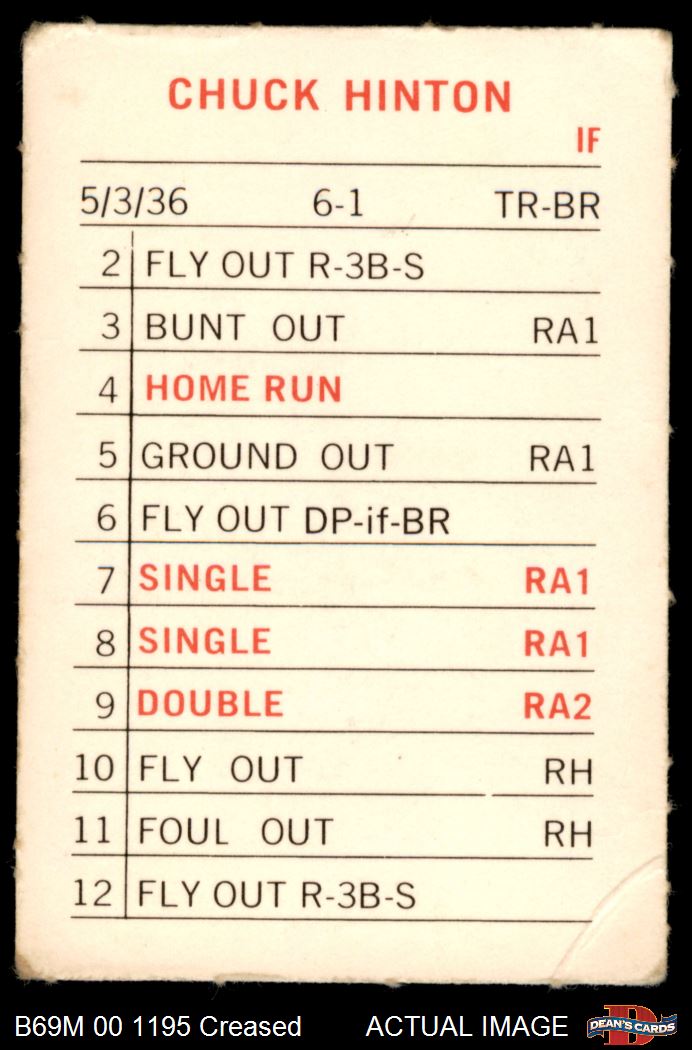 CHUCK HINTON
IF
5/3/36 6-1 TR-BR
2 FLY OUT R-3B-S
3 BUNT OUT RA1
4 HOME RUN
5 GROUND OUT RA1
6 FLY OUT DP-if-BR
7 SINGLE RA1
8 SINGLE RA1
9 DOUBLE RA2
10 FLY OUT RH
11 FOUL OUT RH
12 FLY OUT R-3B-S
B69M 00 1195 Creased ACTUAL IMAGE
D
DEAN'S CARDS